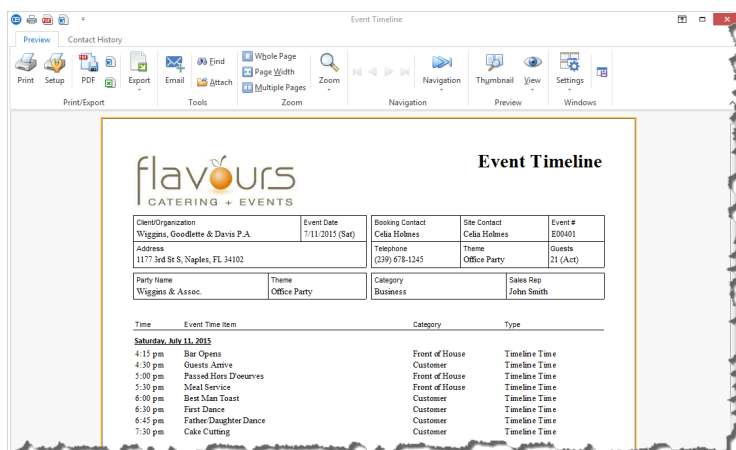 Event Timeline
Preview Contact History
Print Setup PDF Export Email Find Attach Whole Page Page Width Multiple Pages Zoom Navigation Thumbnail View Settings
Print/Export Tools Zoom Navigation Preview Windows
flavours
CATERING + EVENTS
Event Timeline
Client/Organization Event Date Booking Contact Site Contact Event #
Wiggins, Goodlette & Davis P.A 7/11/2015 (Sat) Celia Holmes Celia Holmes E00401
Address Telephone Theme Guests
1177 3rd St S, Naples, FL 34102 (239) 678-1245 Office Party 21 (Act)
Party Name Theme Category Sales Rep
Wiggins & Assoc. Office Party Business John Smith
Time Event Time Item Category Type
Saturday, July 11, 2015
4:15 pm Bar Opens Front of House Timeline Time
4:30 pm Guests Arrive Customer Timeline Time
5:00 pm Passed Hors D'oeurves Front of House Timeline Time
5:30 pm Meal Service Front of House Timeline Time
6:00 pm Best Man Toast Customer Timeline Time
6:30 pm First Dance Customer Timeline Time
6:45 pm Father/Daughter Dance Customer Timeline Time
7:30 pm Cake Cutting Customer Timeline Time